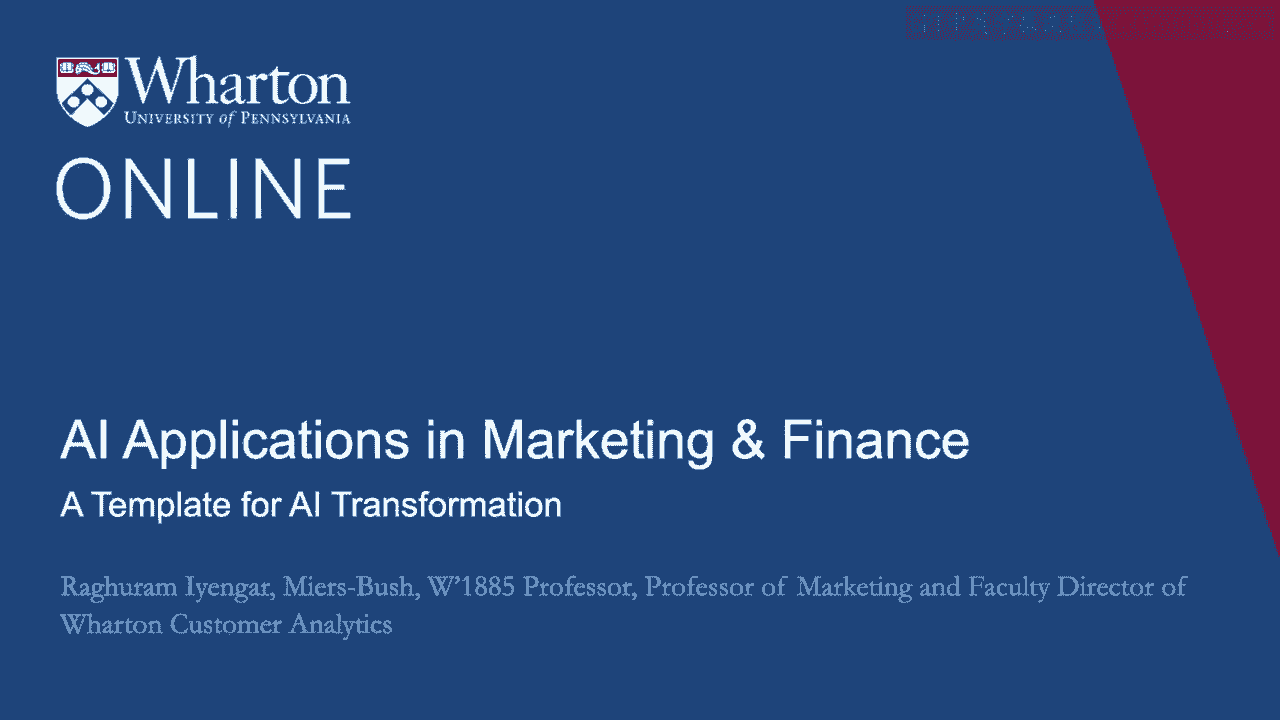 Wharton
UNIVERSITY of PENNSYLVANIA
ONLINE
AI Applications in Marketing & Finance
A Template for AI Transformation
Raghuram Iyengar, Miers-Bush, W’1885 Professor, Professor of Marketing and Faculty Director of
Wharton Customer Analytics